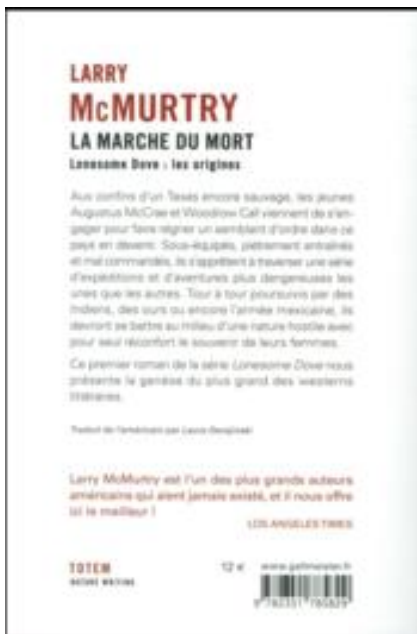 LARRY
McMURTRY
LA MARCHE DU MORT
Lonesome Dove : les origines
Aux confins d'un Texas encore sauvage, les jeunes
Augustus McCrae et Woodrow Call viennent de s'en-
gager pour faire régner un semblant d'ordre dans ce
pays en devenir. Sous-équipés, piètrement entraînés
et mal commandés, ils s'apprêtent à traverser une série
d'expéditions et d'aventures plus dangereuses les
unes que les autres. Tour à tour poursuivis par des
Indiens, des ours ou encore l'armée mexicaine, ils
devront se battre au milieu d'une nature hostile avec
pour seul réconfort le souvenir de leurs femmes.
Ce premier roman de la série Lonesome Dove nous
présente la genèse du plus grand des westerns
littéraires.
Traduit de l'américain par Laura Derajinski
Larry McMurtry est l'un des plus grands auteurs
américains qui aient jamais existé, et il nous offre
ici le meilleur !
LOS ANGELES TIMES
TOTEM
NATURE WRITING
12 €
www.gallmeister.fr